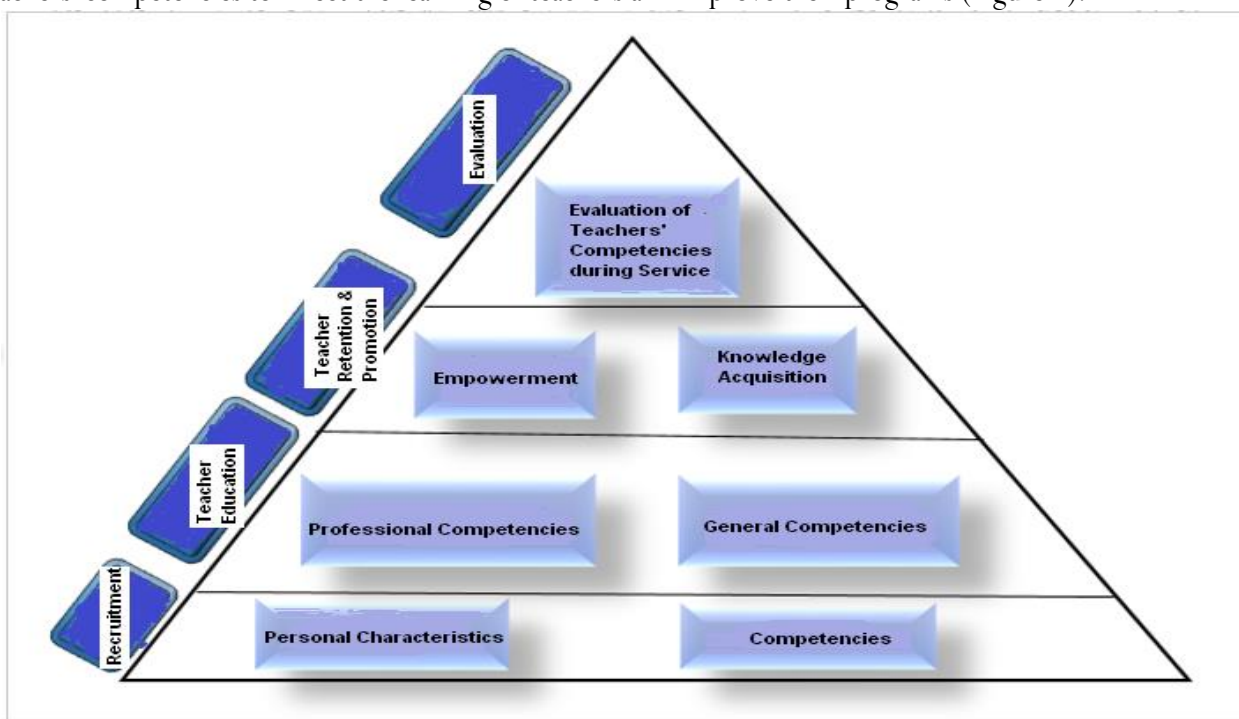 Evaluation
Evaluation of
Teachers'
Competencies
during Service
Teacher
Retention &
Promotion
Empowerment
Knowledge
Acquisition
Teacher
Education
Professional Competencies
General Competencies
Recruitment
Personal Characteristics
Competencies